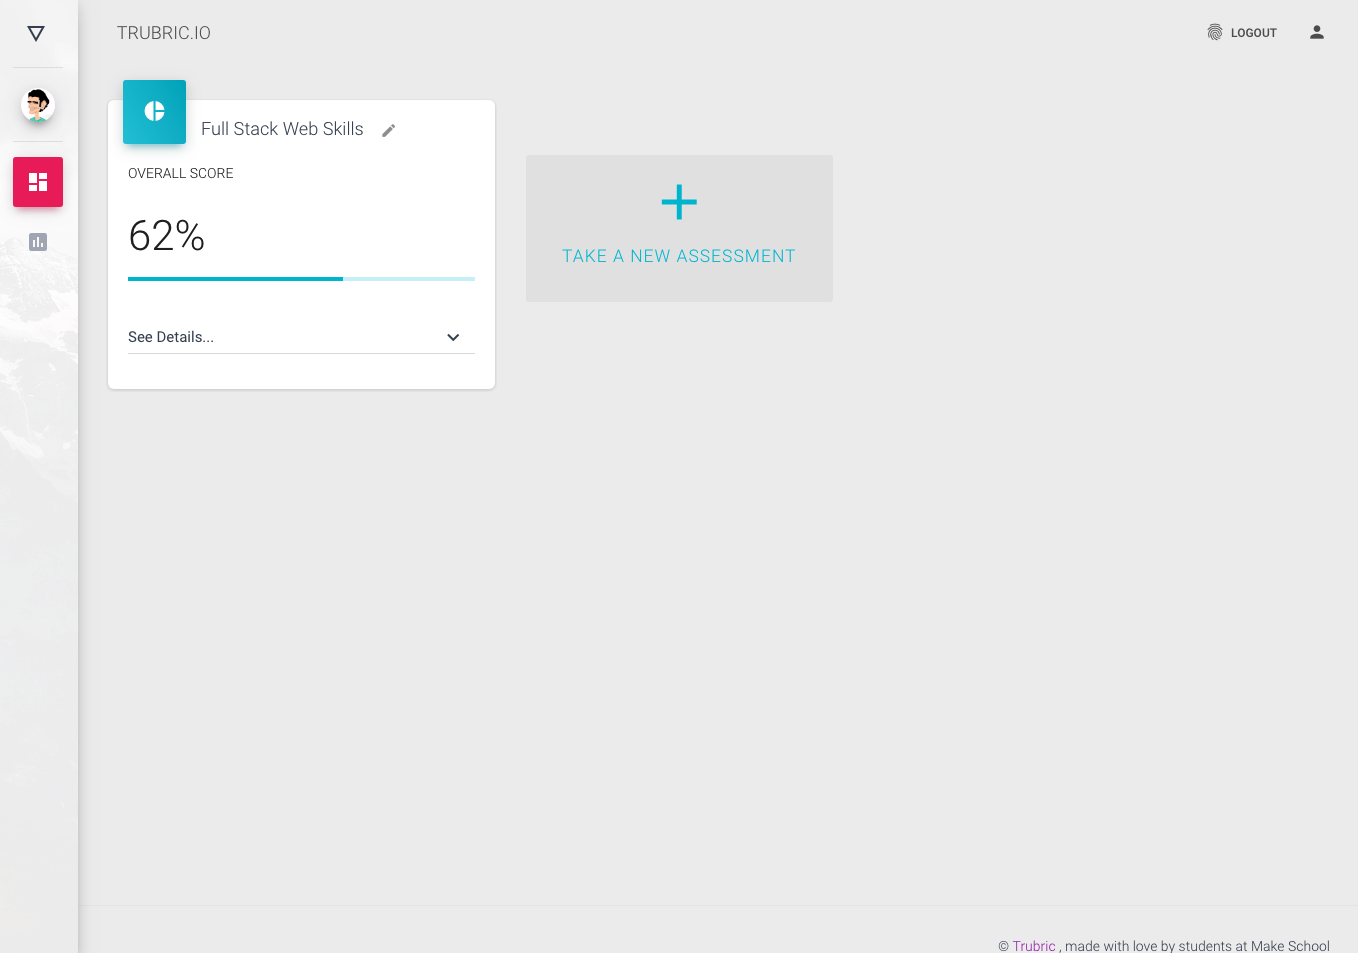 TRUBRIC.IO
LOGOUT
Full Stack Web Skills
OVERALL SCORE
62%
See Details...
TAKE A NEW ASSESSMENT
© Trubric , made with love by students at Make School